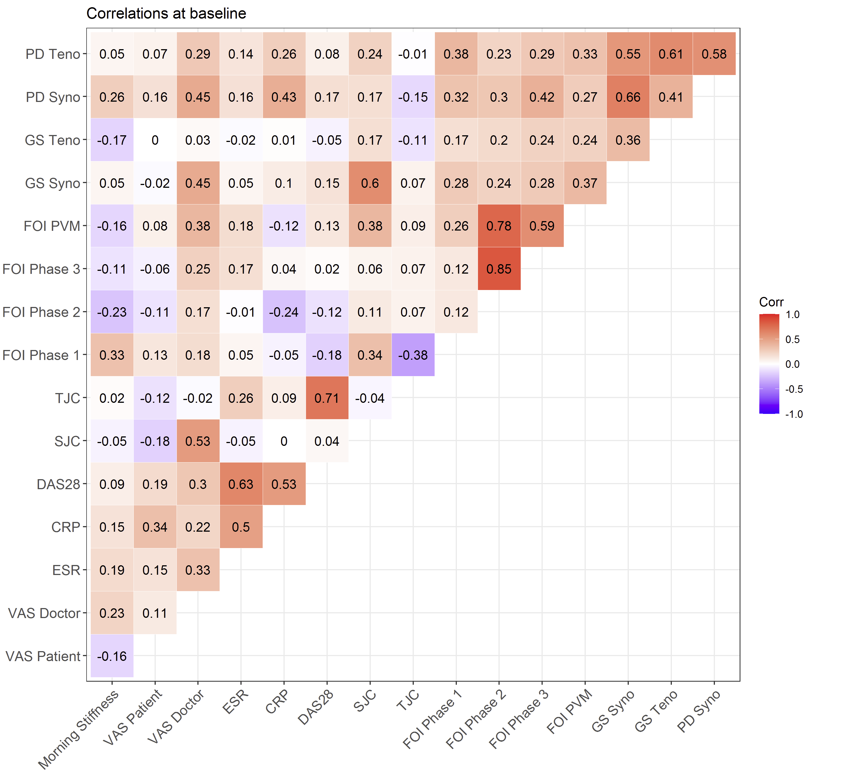 Correlations at baseline
PD Teno 0.05 0.07 0.29 0.14 0.26 0.08 0.24 -0.01 0.38 0.23 0.29 0.33 0.55 0.61 0.58
PD Syno 0.26 0.16 0.45 0.16 0.43 0.17 0.17 -0.15 0.32 0.3 0.42 0.27 0.66 0.41
GS Teno -0.17 0 0.03 -0.02 0.01 -0.05 0.17 -0.11 0.17 0.2 0.24 0.24 0.36
GS Syno 0.05 -0.02 0.45 0.05 0.1 0.15 0.6 0.07 0.28 0.24 0.28 0.37
FOI PVM -0.16 0.08 0.38 0.18 -0.12 0.13 0.38 0.09 0.26 0.78 0.59
FOI Phase 3 -0.11 -0.06 0.25 0.17 0.04 0.02 0.06 0.07 0.12 0.85
FOI Phase 2 -0.23 -0.11 0.17 -0.01 -0.24 -0.12 0.11 0.07 0.12
FOI Phase 1 0.33 0.13 0.18 0.05 -0.05 -0.18 0.34 -0.38
TJC 0.02 -0.12 -0.02 0.26 0.09 0.71 -0.04
SJC -0.05 -0.18 0.53 -0.05 0 0.04
DAS28 0.09 0.19 0.3 0.63 0.53
CRP 0.15 0.34 0.22 0.5
ESR 0.19 0.15 0.33
VAS Doctor 0.23 0.11
VAS Patient -0.16
Morning Stiffness
VAS Patient
VAS Doctor
ESR
CRP
DAS28
SJC
TJC
FOI Phase 1
FOI Phase 2
FOI Phase 3
FOI PVM
GS Syno
GS Teno
PD Syno
Corr
1.0
0.5
0.0
-0.5
-1.0